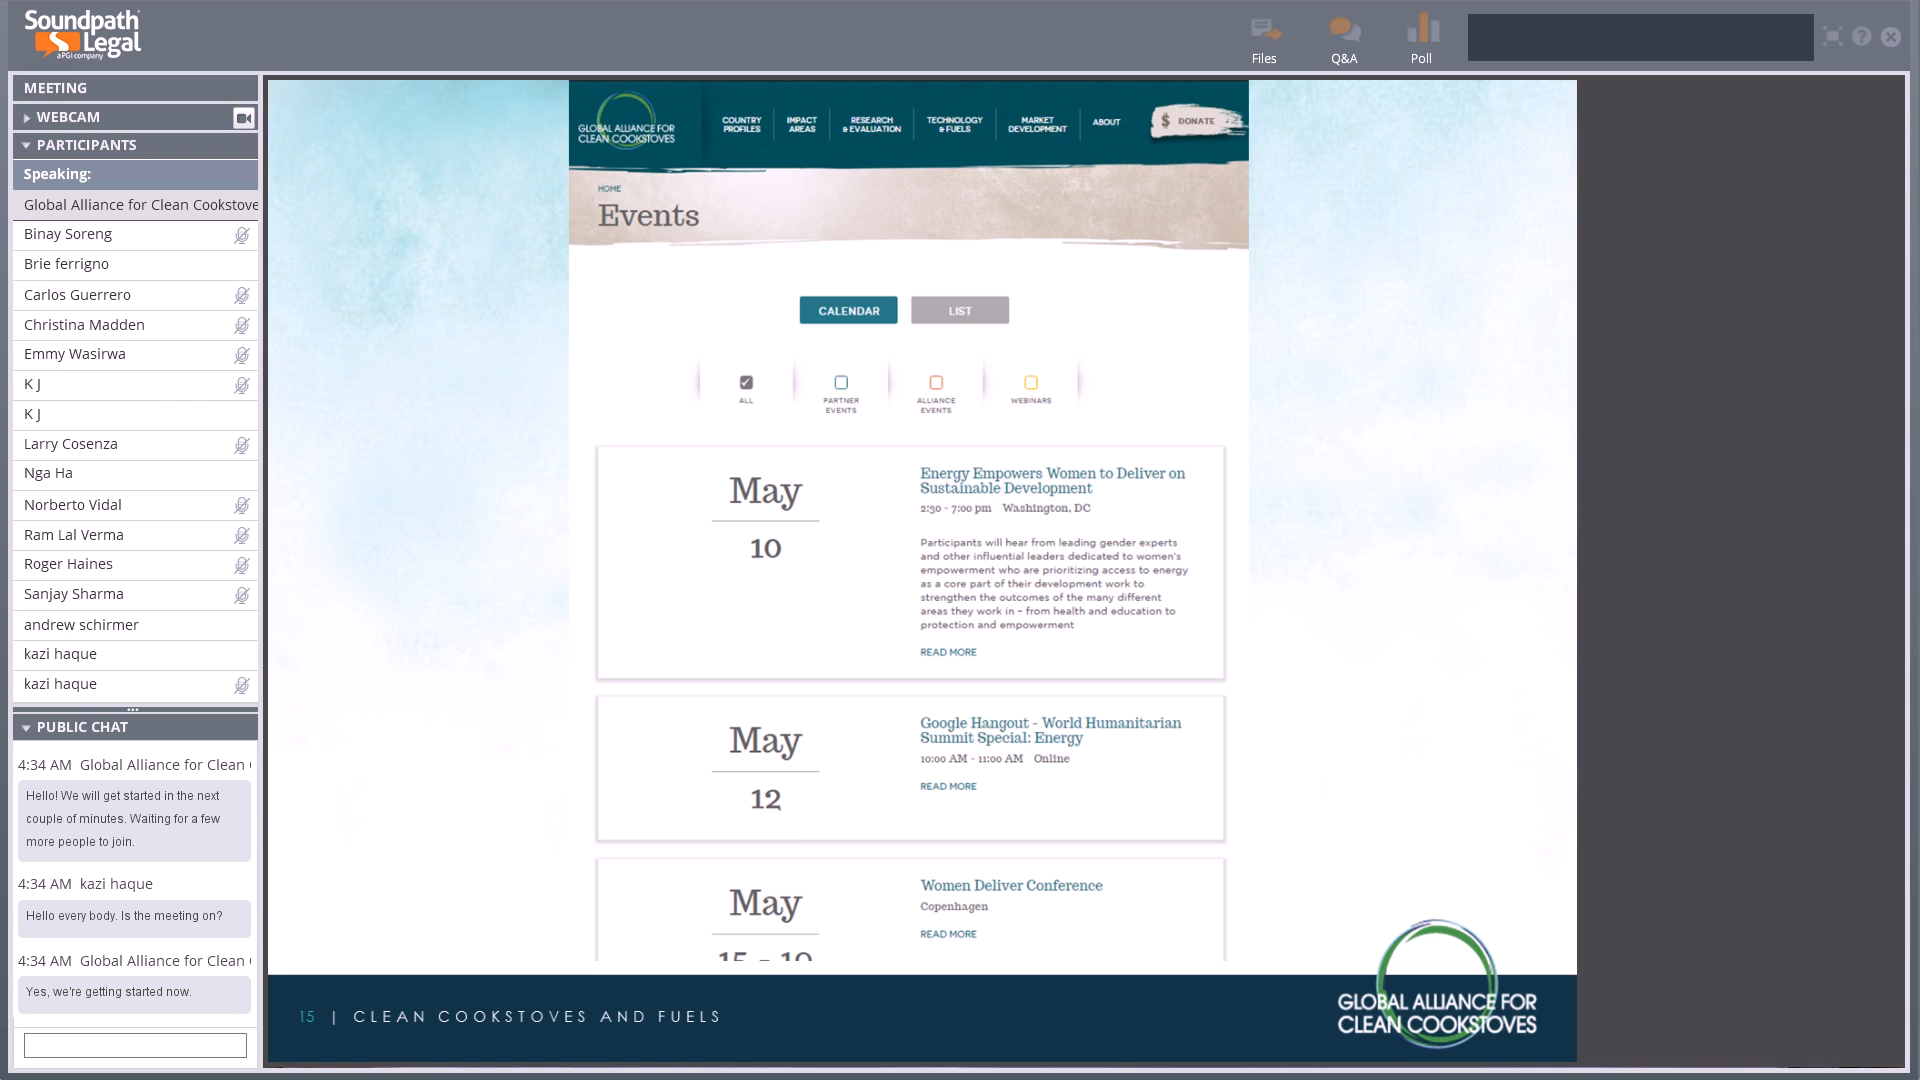 Soundpath
Legal
a PGi company
Files
Q&A
Poll
MEETING
WEBCAM
PARTICIPANTS
Speaking:
Global Alliance for Clean Cookstove
Binay Soreng
Brie ferrigno
Carlos Guerrero
Christina Madden
Emmy Wasirwa
K J
K J
Larry Cosenza
Nga Ha
Norberto Vidal
Ram Lal Verma
Roger Haines
Sanjay Sharma
andrew schirmer
kazi haque
kazi haque
PUBLIC CHAT
4:34 AM Global Alliance for Clean
Hello! We will get started in the next
couple of minutes. Waiting for a few
more people to join.
4:34 AM kazi haque
Hello every body. Is the meeting on?
4:34 AM Global Alliance for Clean
Yes, we're getting started now.
GLOBAL ALLIANCE FOR
CLEAN COOKSTOVES
COUNTRY
PROFILES
IMPACT
AREAS
RESEARCH
& EVALUATION
TECHNOLOGY
& FUELS
MARKET
DEVELOPMENT
ABOUT
$ DONATE
HOME
Events
CALENDAR
LIST
ALL
PARTNER
EVENTS
ALLIANCE
EVENTS
WEBINARS
May
10
Energy Empowers Women to Deliver on
Sustainable Development
2:30 - 7:00 pm Washington, DC
Participants will hear from leading gender experts
and other influential leaders dedicated to women's
empowerment who are prioritizing access to energy
as a core part of their development work to
strengthen the outcomes of the many different
areas they work in – from health and education to
protection and empowerment
READ MORE
May
12
Google Hangout - World Humanitarian
Summit Special: Energy
10:00 AM - 11:00 AM Online
READ MORE
May
15 - 19
Women Deliver Conference
Copenhagen
READ MORE
15 | CLEAN COOKSTOVES AND FUELS
GLOBAL ALLIANCE FOR
CLEAN COOKSTOVES